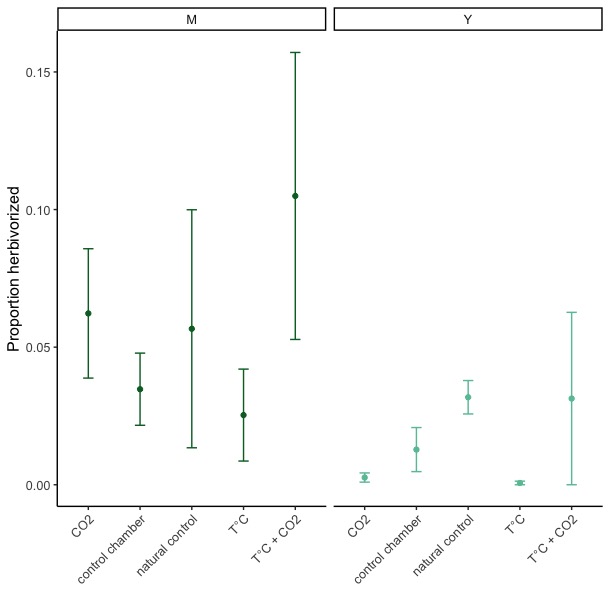 M
Y
Proportion herbivorized
0.15
0.10
0.05
0.00
CO2
control chamber
natural control
T°C
T°C + CO2
CO2
control chamber
natural control
T°C
T°C + CO2